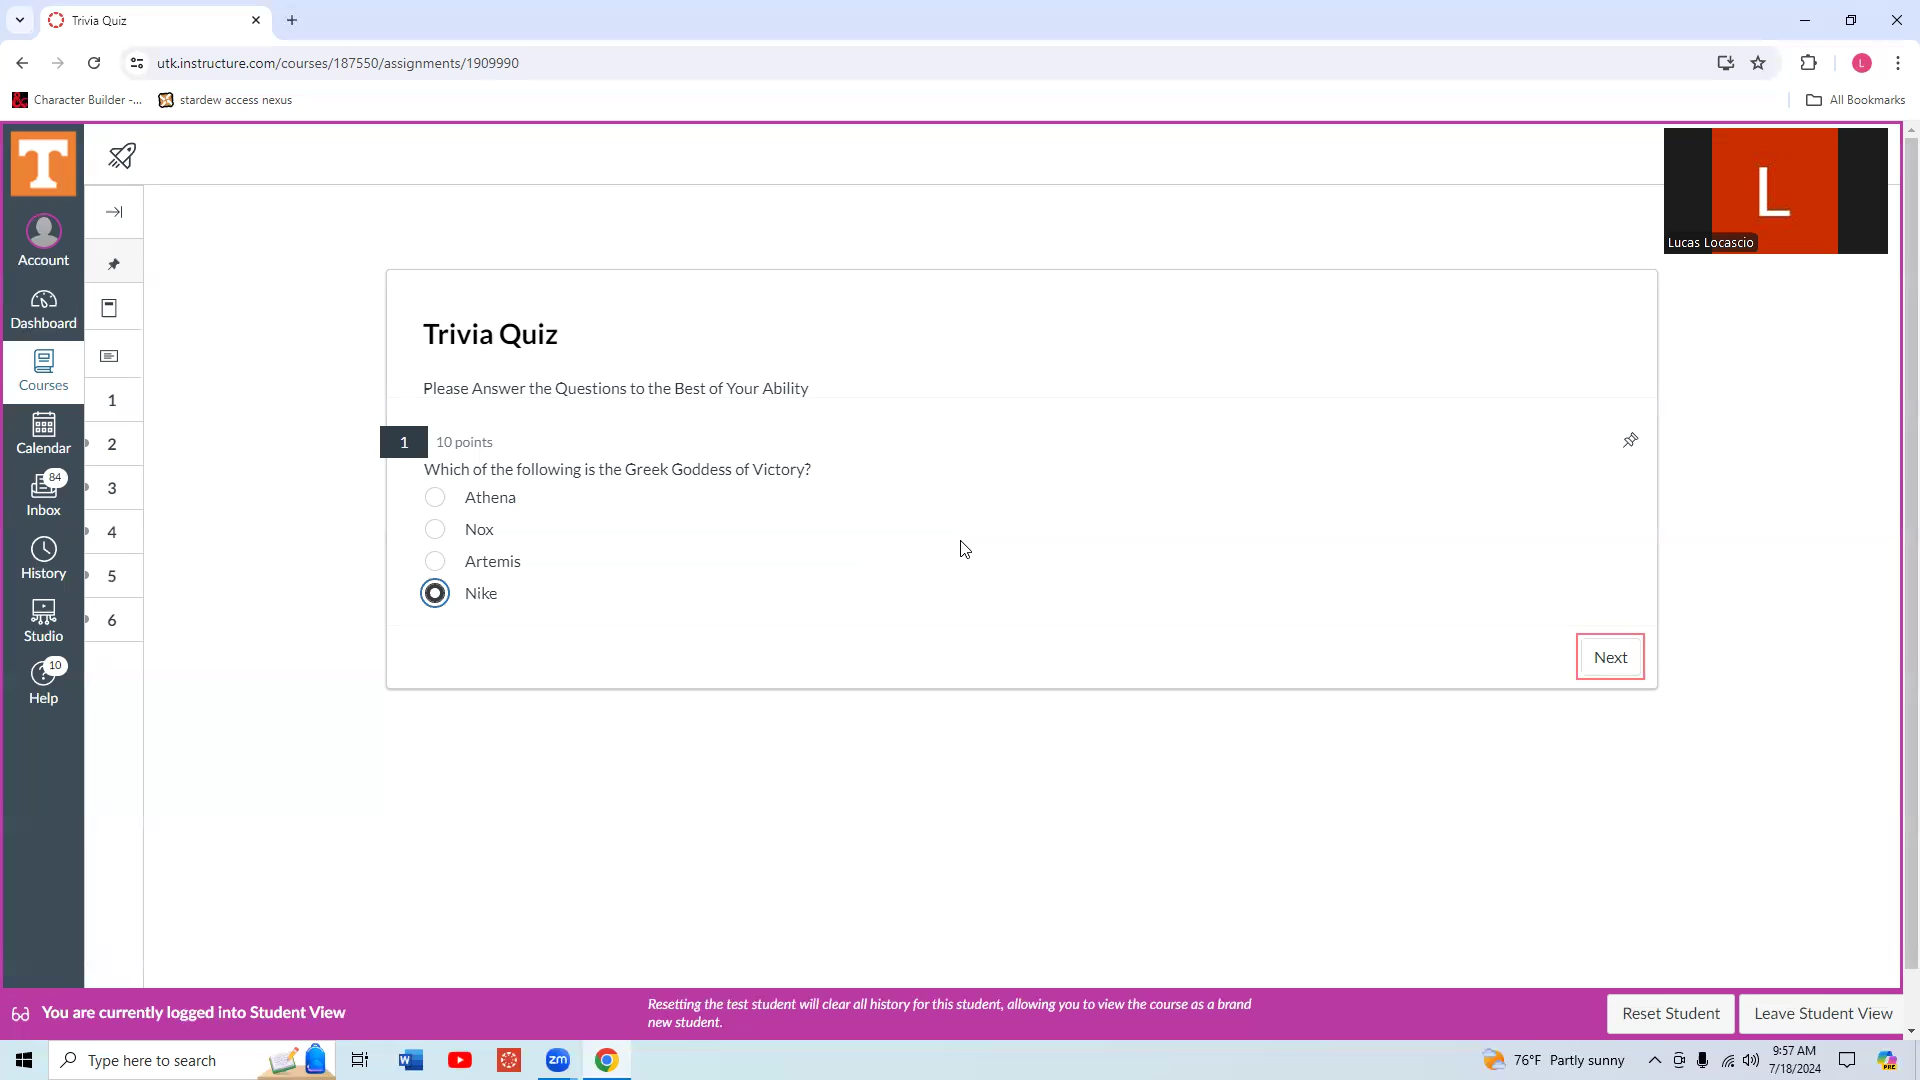 Trivia Quiz
utk.instructure.com/courses/187550/assignments/1909990
L
Character Builder -...
stardew access nexus
All Bookmarks
T
Account
Dashboard
Courses
Calendar
84
Inbox
History
Studio
10
Help
1
2
3
4
5
6
L
Lucas Locascio
Trivia Quiz
Please Answer the Questions to the Best of Your Ability
1
10 points
Which of the following is the Greek Goddess of Victory?
Athena
Nox
Artemis
Nike
Next
You are currently logged into Student View
Resetting the test student will clear all history for this student, allowing you to view the course as a brand
new student.
Reset Student
Leave Student View
Type here to search
W
zm
76°F Partly sunny
9:57 AM
7/18/2024
PRE